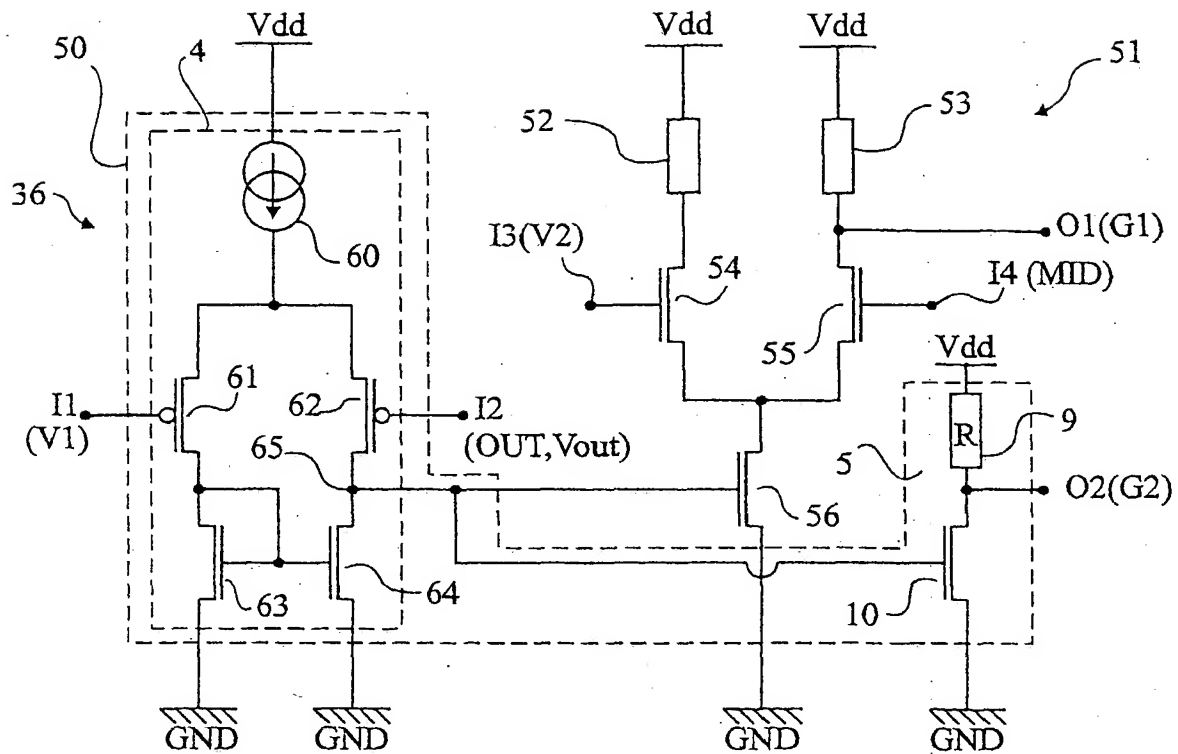 Vdd
Vdd
Vdd
50
4
51
52
53
36
60
I3(V2)
54
O1(G1)
I4 (MID)
55
Vdd
I1
(V1)
61
62
I2
(OUT,Vout)
65
5
R
9
56
O2(G2)
63
64
10
GND
GND
GND
GND